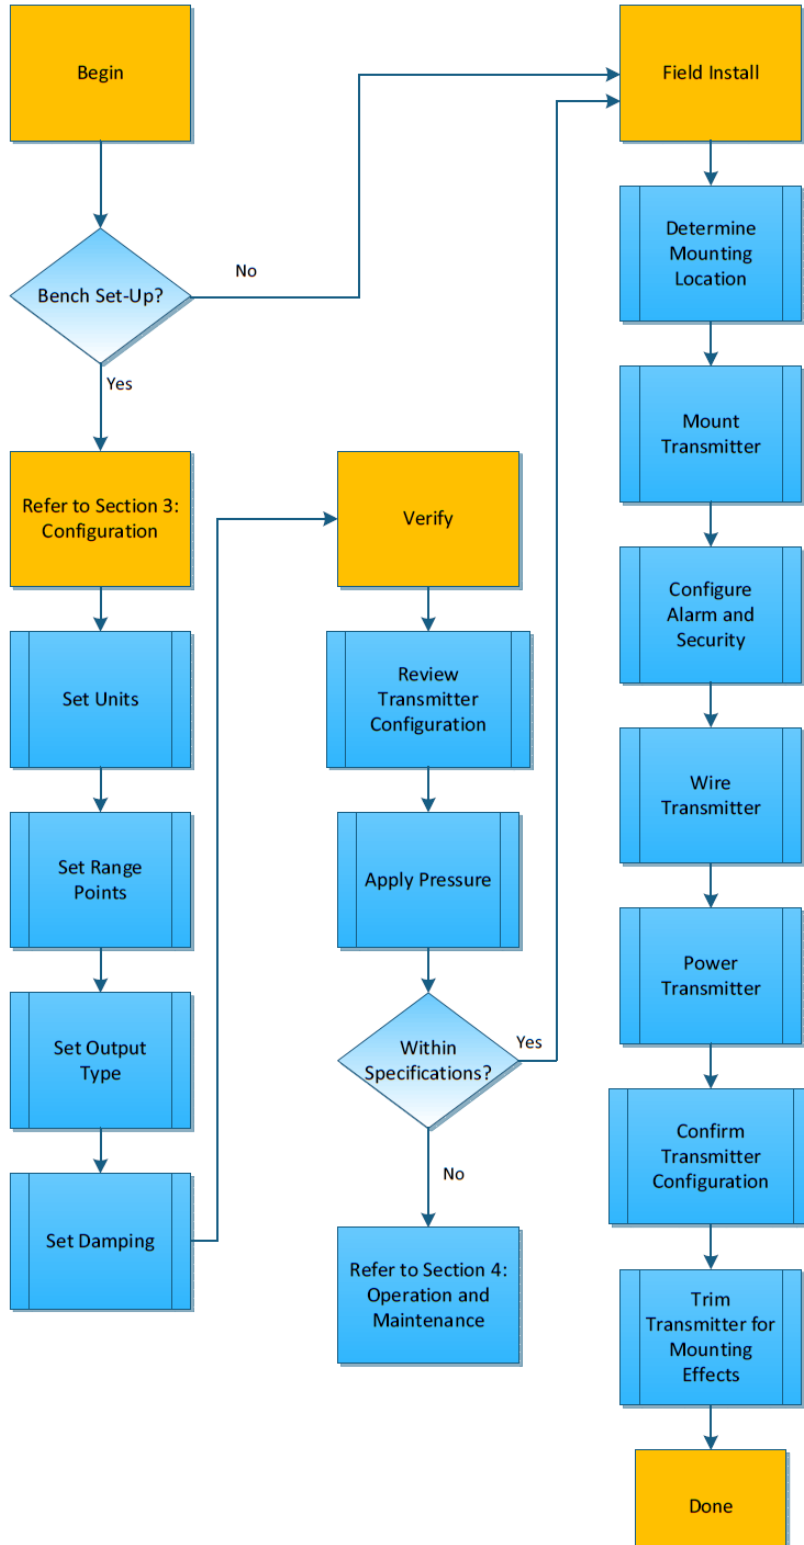 Begin
Bench Set-Up?
No
Yes
Refer to Section 3:
Configuration
Set Units
Set Range
Points
Set Output
Type
Set Damping
Verify
Review
Transmitter
Configuration
Apply Pressure
Within
Specifications?
Yes
No
Refer to Section 4:
Operation and
Maintenance
Field Install
Determine
Mounting
Location
Mount
Transmitter
Configure
Alarm and
Security
Wire
Transmitter
Power
Transmitter
Confirm
Transmitter
Configuration
Trim
Transmitter for
Mounting
Effects
Done